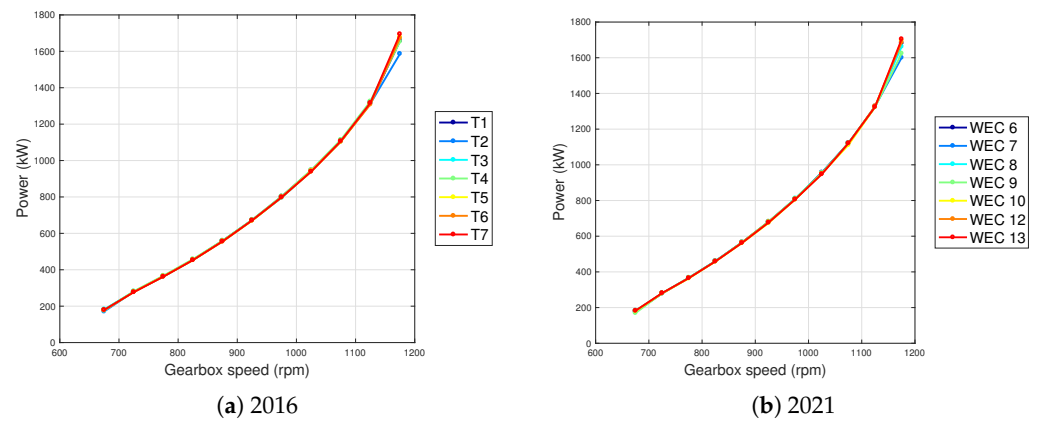 1800
1600
1400
1200
1000
800
600
400
200
0
Power (kW)
600 700 800 900 1000 1100 1200
Gearbox speed (rpm)
T1
T2
T3
T4
T5
T6
T7
(a) 2016
1800
1600
1400
1200
1000
800
600
400
200
0
Power (kW)
600 700 800 900 1000 1100 1200
Gearbox speed (rpm)
WEC 6
WEC 7
WEC 8
WEC 9
WEC 10
WEC 12
WEC 13
(b) 2021